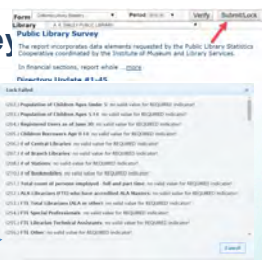 Form
Period
Verify
Submit/Lock
Library
PUBLIC LIBRARY
Public Library Survey
The report incorporates data elements requested by the Public Library Statistics
Cooperative coordinated by the Institute of Museum and Library Services.
In financial sections, report whole ...more
Directory Update #1-45
Lock Failed
Population of Children Ages Under 5: no valid value for REQUIRED indicator!
Population of Children Ages 5-14: no valid value for REQUIRED indicator!
Registered Users as of June 30: no valid value for REQUIRED indicator!
Children Borrowers Age 0-14: no valid value for REQUIRED indicator!
# of Central Libraries: no valid value for REQUIRED indicator!
# of Branch Libraries: no valid value for REQUIRED indicator!
# of Stations: no valid value for REQUIRED indicator!
# of Bookmobiles: no valid value for REQUIRED indicator!
Total count of persons employed - full and part time: no valid value for REQUIRED indicator!
ALA Librarians (FTE) who have accredited ALA Masters: no valid value for REQUIRED indicator!
FTE Total Librarians (ALA or other): no valid value for REQUIRED indicator!
FTE Special Professionals: no valid value for REQUIRED indicator!
FTE Librarian Technical Assistants: no valid value for REQUIRED indicator!
FTE Other: no valid value for REQUIRED indicator!
Cancel